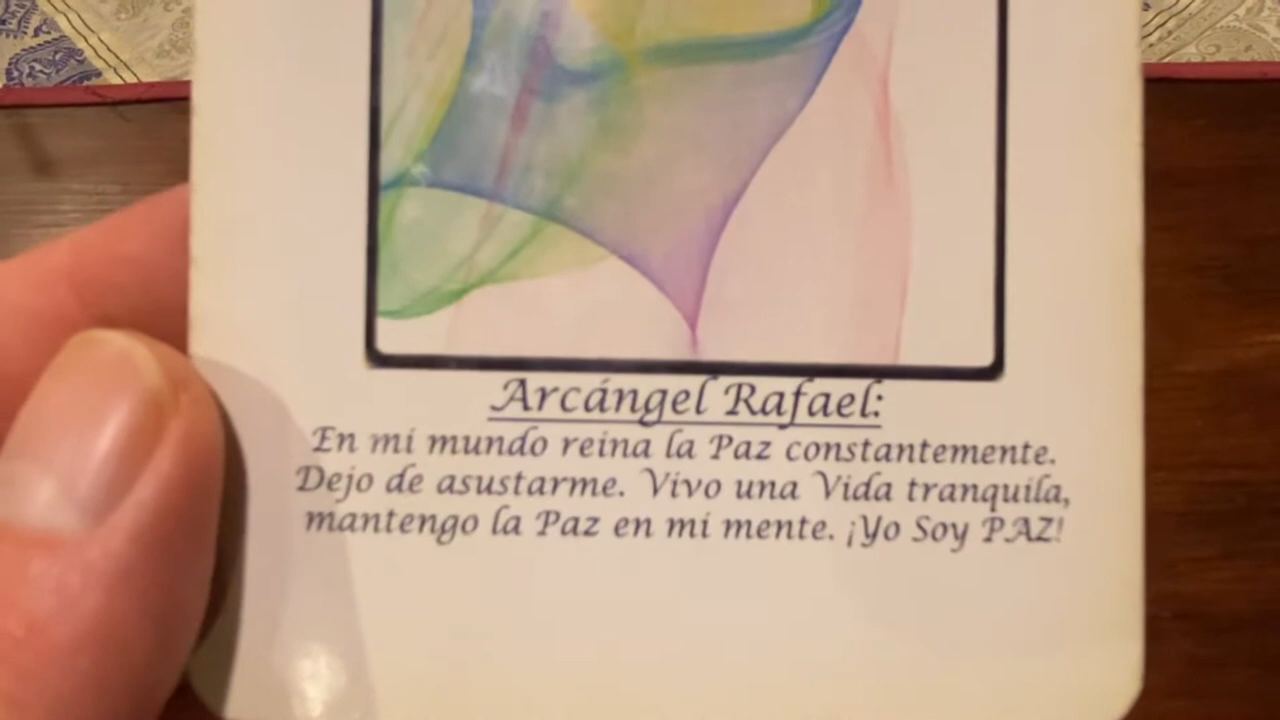 Arcángel Rafael:
En mi mundo reina la Paz constantemente.
Dejo de asustarme. Vivo una Vida tranquila,
mantengo la Paz en mi mente. ¡Yo Soy PAZ!